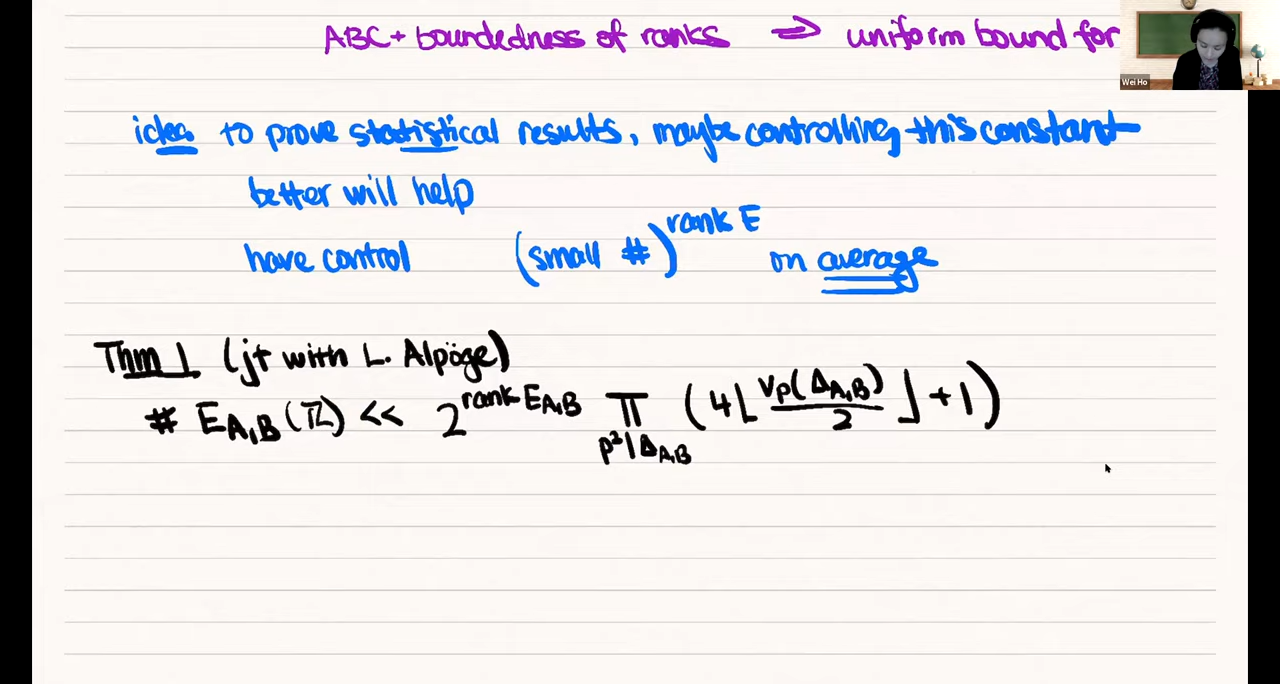 ABC + boundedness of ranks ⟹ uniform bound for
Wei Ho
idea to prove statistical results, maybe controlling this constant
better will help
have control (small #)^{rank E} on average
Thm 1 (jt with L. Alpöge)
# E_{A,B}(ℤ) << 2^{rank E_{A,B}} ∏_{p²|Δ_{A,B}} (4⌊v_p(Δ_{A,B})/2⌋ + 1)